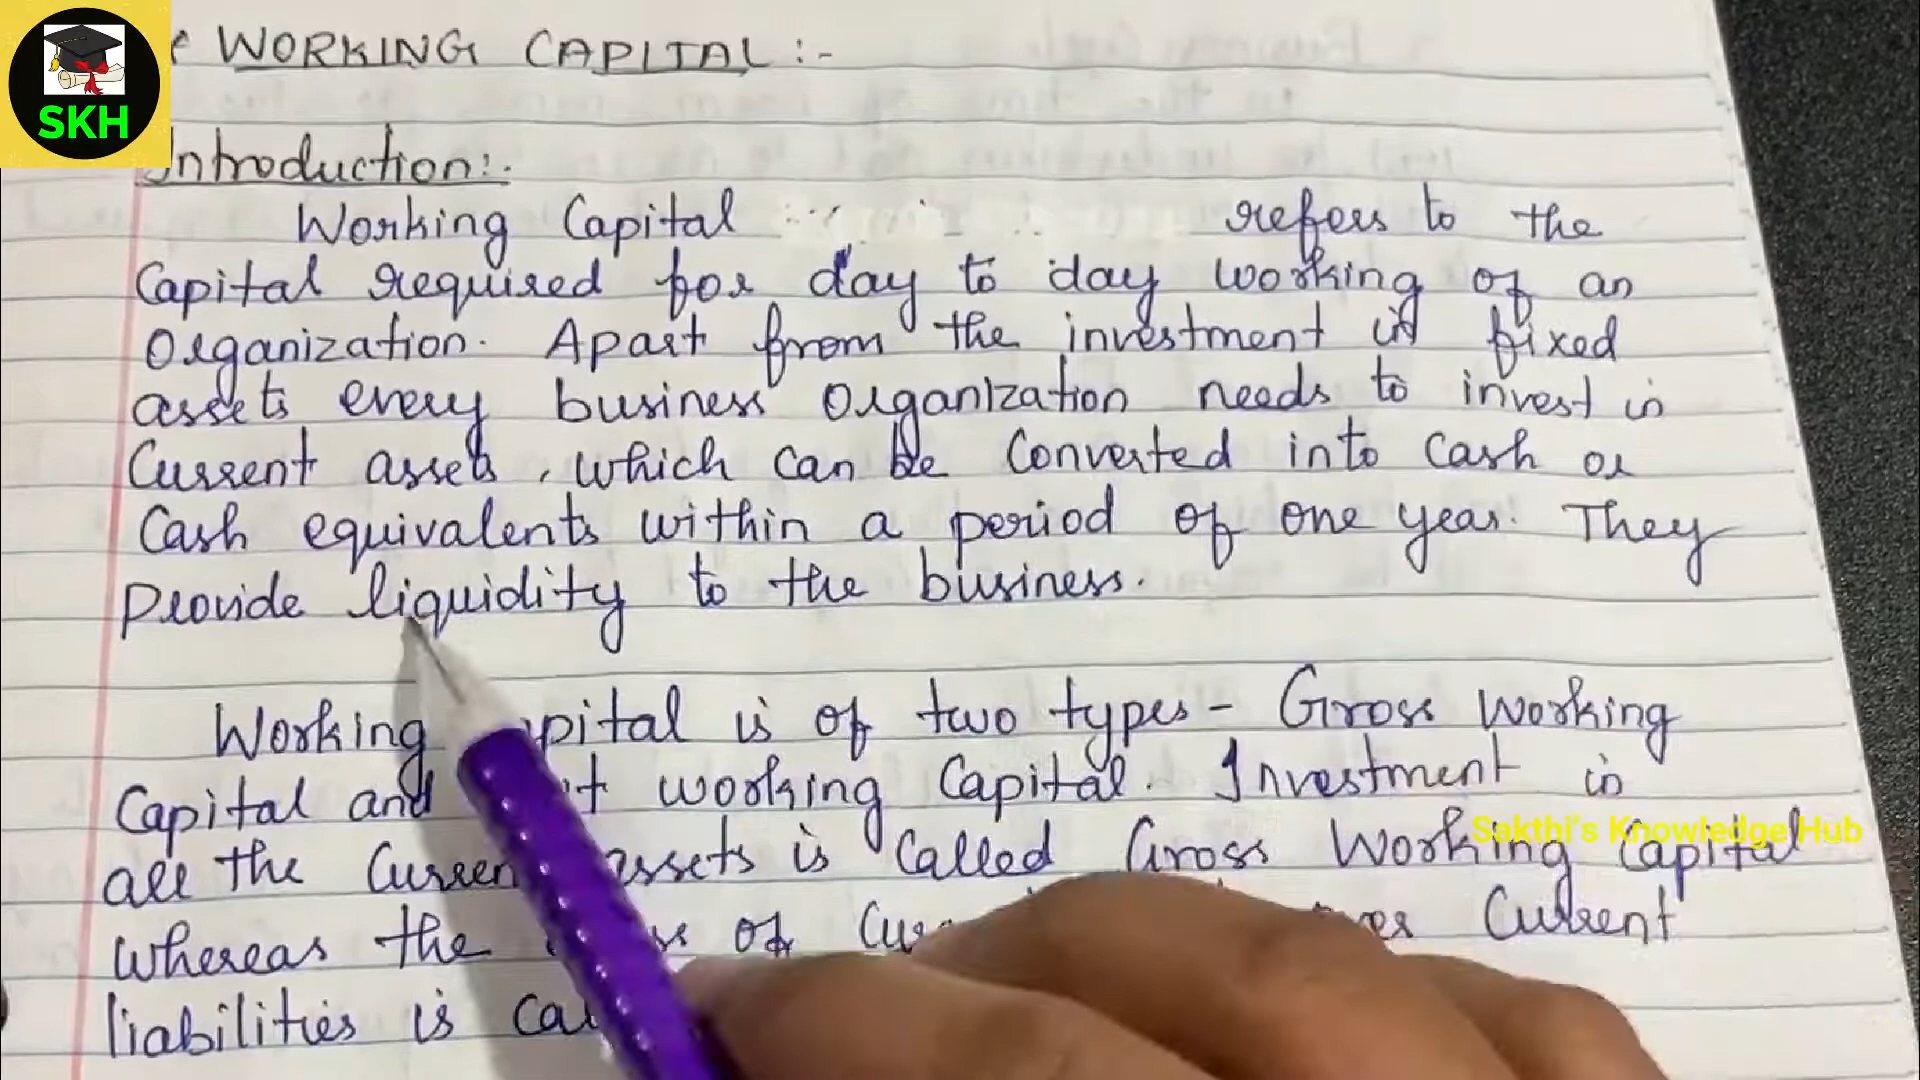 WORKING CAPITAL :-
SKH
Introduction:-
Working Capital refers to the
Capital required for day to day working of an
Organization. Apart from the investment in fixed
assets every business organization needs to invest in
Current assets, which can be Converted into Cash or
Cash equivalents within a period of one year. They
Provide liquidity to the business.
Working is of two types - Gross Working
Capital and working Capital. Investment in
Sakthi's Knowledge Hub
all the assets is Called Gross Working Capital
whereas the of Current
liabilities is